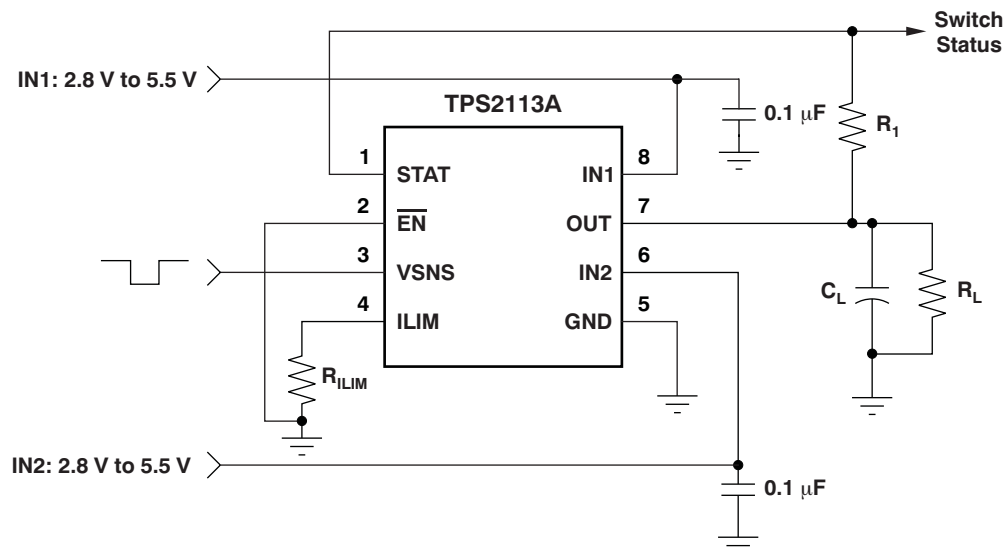 Switch
Status
IN1: 2.8 V to 5.5 V
TPS2113A
0.1 μF
R1
1
STAT
IN1
8
2
EN
OUT
7
3
VSNS
IN2
6
4
ILIM
GND
5
CL
RL
RILIM
IN2: 2.8 V to 5.5 V
0.1 μF